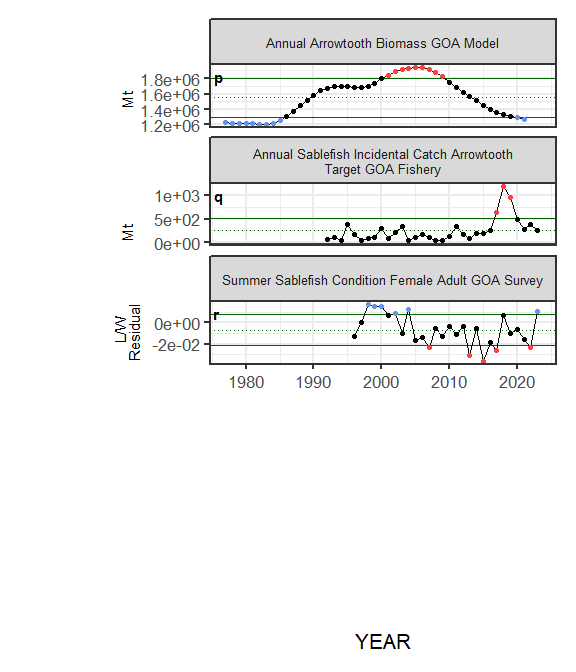 Annual Arrowtooth Biomass GOA Model
p
1.8e+06
1.6e+06
1.4e+06
1.2e+06
Mt
Annual Sablefish Incidental Catch Arrowtooth
Target GOA Fishery
q
1e+03
5e+02
0e+00
Mt
Summer Sablefish Condition Female Adult GOA Survey
r
0e+00
-2e-02
L/W
Residual
1980 1990 2000 2010 2020
YEAR